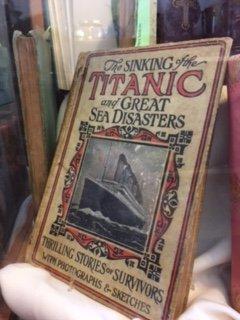 The SINKING of the
TITANIC
and GREAT
SEA DISASTERS
THRILLING STORIES OF SURVIVORS
WITH PHOTOGRAPHS & SKETCHES